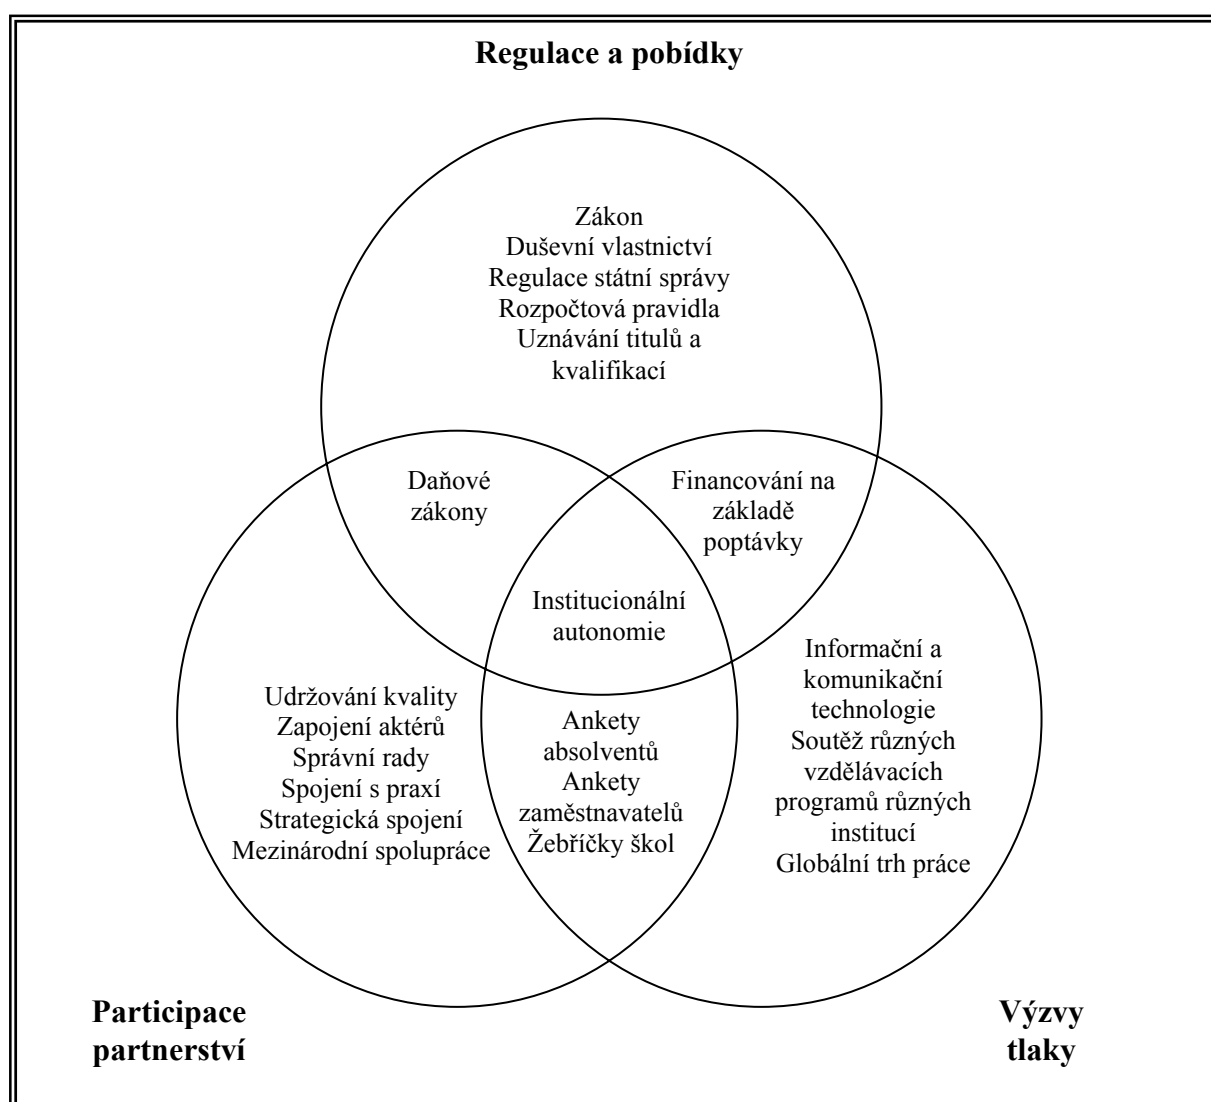 Regulace a pobídky
Zákon
Duševní vlastnictví
Regulace státní správy
Rozpočtová pravidla
Uznávání titulů a
kvalifikací
Daňové
zákony
Financování na
základě
poptávky
Institucionální
autonomie
Udržování kvality
Zapojení aktérů
Správní rady
Spojení s praxí
Strategická spojení
Mezinárodní spolupráce
Ankety
absolventů
Ankety
zaměstnavatelů
Žebříčky škol
Informační a
komunikační
technologie
Soutěž různých
vzdělávacích
programů různých
institucí
Globální trh práce
Participace
partnerství
Výzvy
tlaky